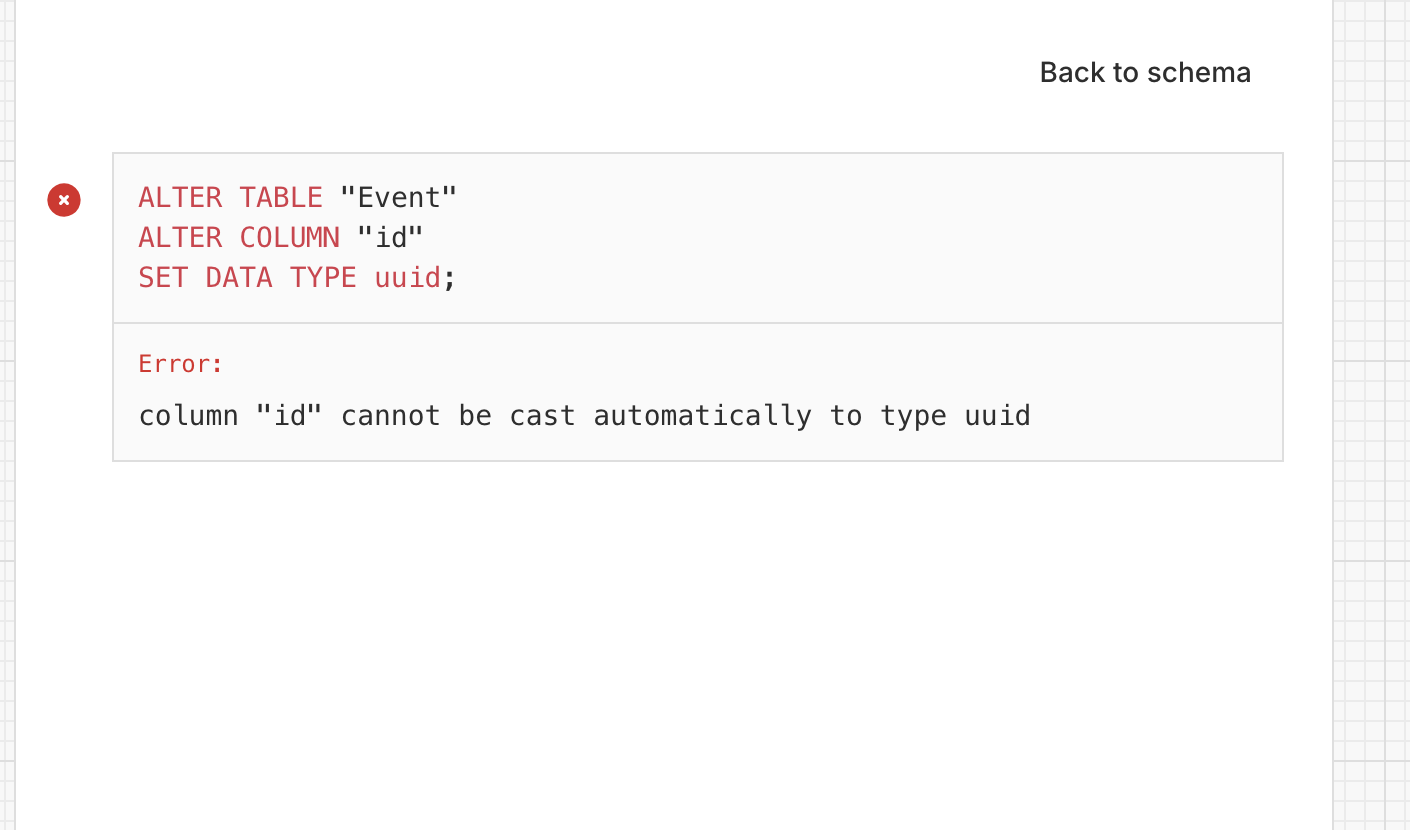 Back to schema
ALTER TABLE "Event"
ALTER COLUMN "id"
SET DATA TYPE uuid;
Error:
column "id" cannot be cast automatically to type uuid